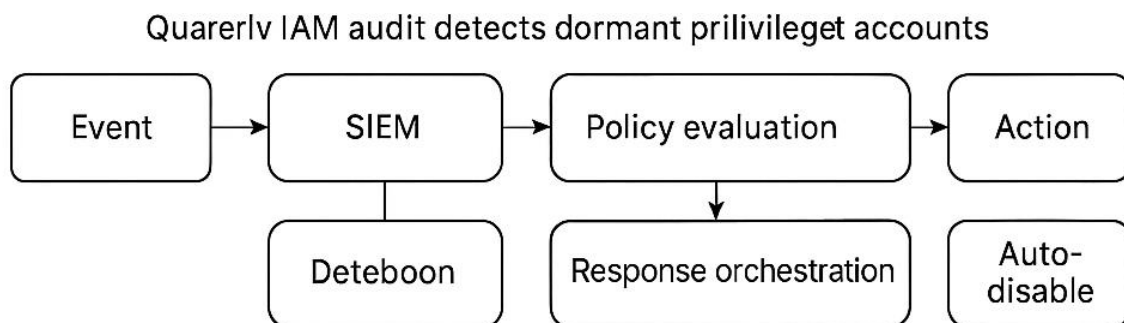 Quarerlv IAM audit detects dormant prilivileget accounts
Event
SIEM
Policy evaluation
Action
Deteboon
Response orchestration
Auto-
disable